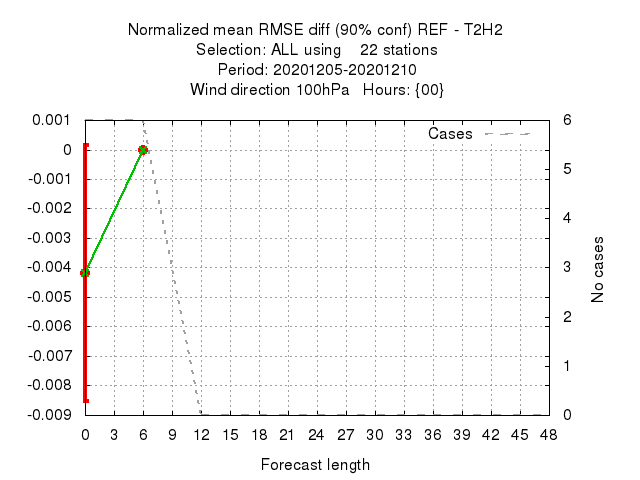 Normalized mean RMSE diff (90% conf) REF - T2H2
Selection: ALL using 22 stations
Period: 20201205-20201210
Wind direction 100hPa Hours: {00}
Cases
0.001
0
-0.001
-0.002
-0.003
-0.004
-0.005
-0.006
-0.007
-0.008
-0.009
6
5
4
3
2
1
0
No cases
0 3 6 9 12 15 18 21 24 27 30 33 36 39 42 45 48
Forecast length